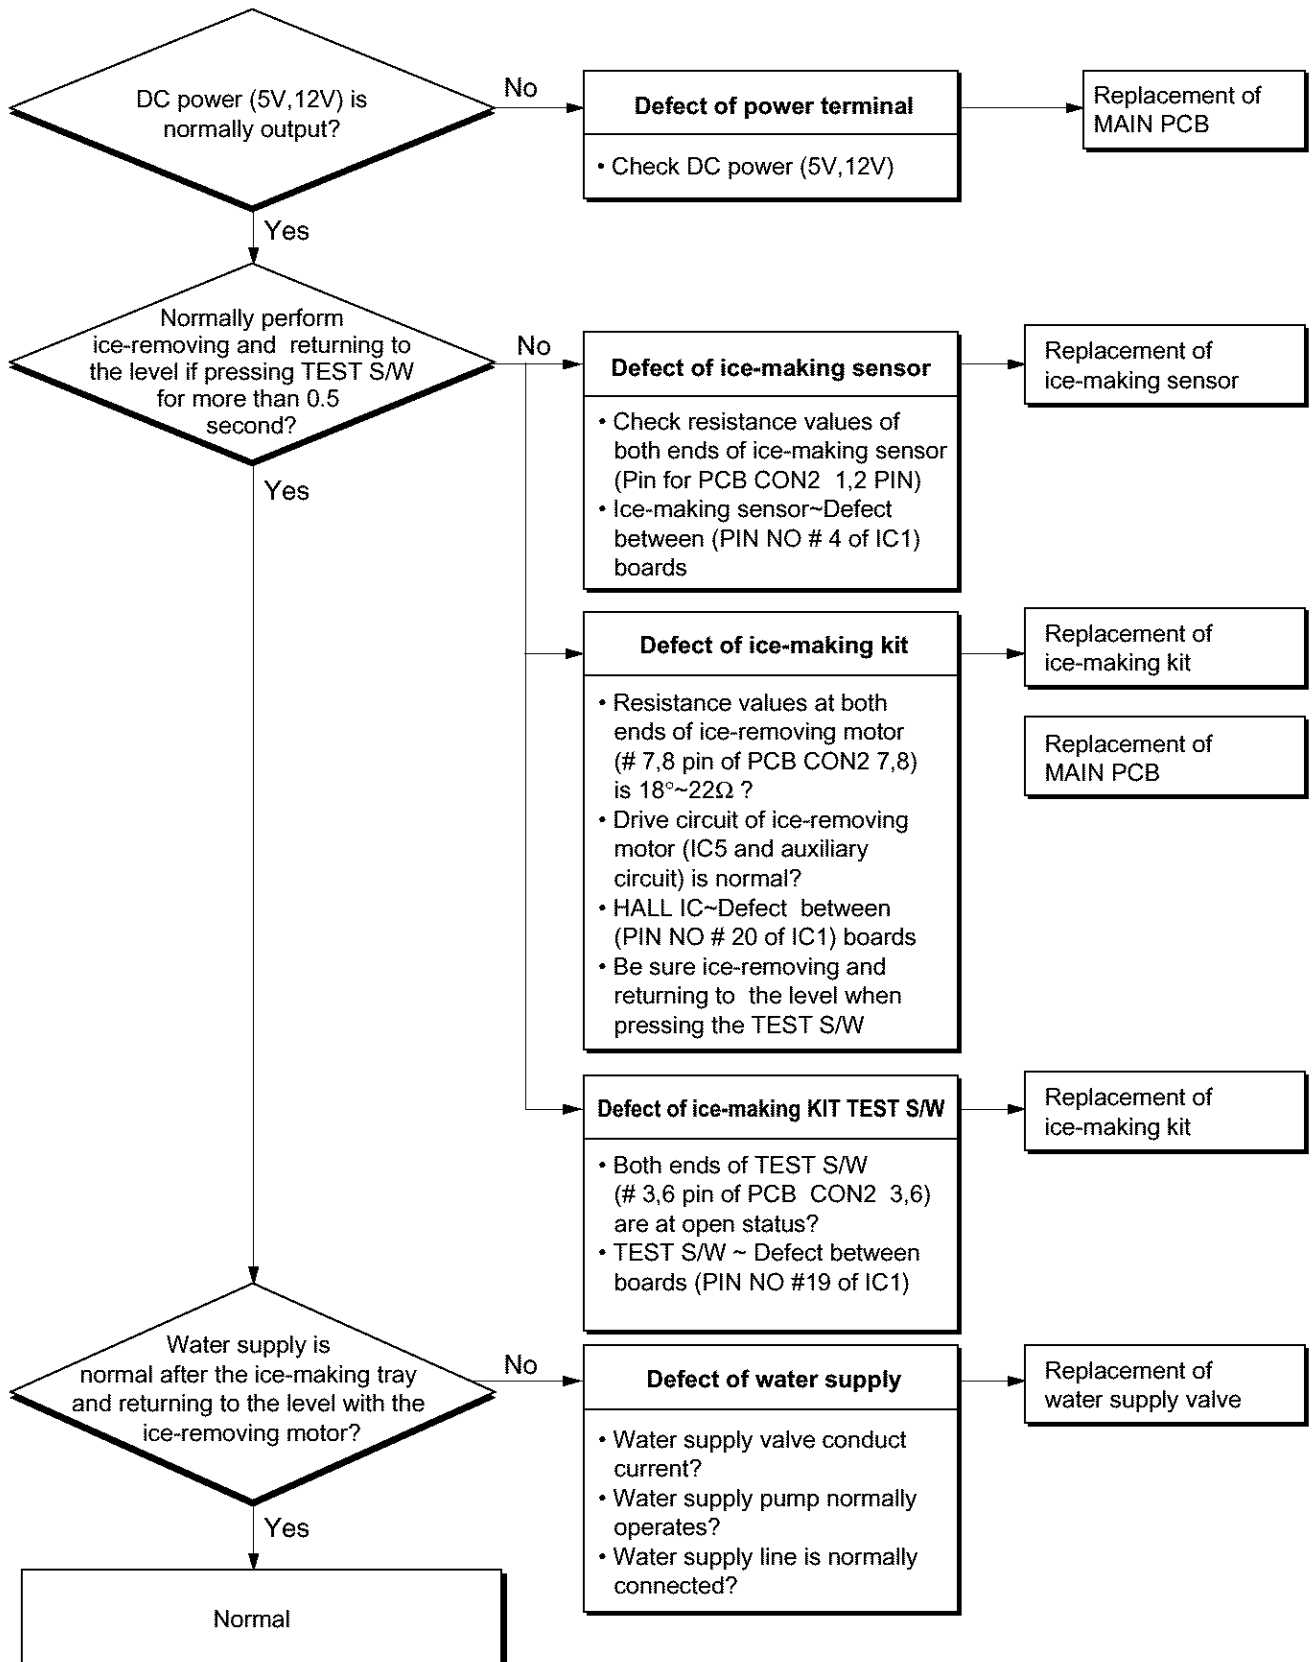 DC power (5V,12V) is
normally output?
No
Defect of power terminal
• Check DC power (5V,12V)
Replacement of
MAIN PCB
Yes
Normally perform
ice-removing and returning to
the level if pressing TEST S/W
for more than 0.5
second?
No
Defect of ice-making sensor
• Check resistance values of
both ends of ice-making sensor
(Pin for PCB CON2 1,2 PIN)
• Ice-making sensor~Defect
between (PIN NO # 4 of IC1)
boards
Replacement of
ice-making sensor
Yes
Defect of ice-making kit
• Resistance values at both
ends of ice-removing motor
(# 7,8 pin of PCB CON2 7,8)
is 18°~22Ω ?
• Drive circuit of ice-removing
motor (IC5 and auxiliary
circuit) is normal?
• HALL IC~Defect between
(PIN NO # 20 of IC1) boards
• Be sure ice-removing and
returning to the level when
pressing the TEST S/W
Replacement of
ice-making kit
Replacement of
MAIN PCB
Defect of ice-making KIT TEST S/W
• Both ends of TEST S/W
(# 3,6 pin of PCB CON2 3,6)
are at open status?
• TEST S/W ~ Defect between
boards (PIN NO #19 of IC1)
Replacement of
ice-making kit
Water supply is
normal after the ice-making tray
and returning to the level with the
ice-removing motor?
No
Defect of water supply
• Water supply valve conduct
current?
• Water supply pump normally
operates?
• Water supply line is normally
connected?
Replacement of
water supply valve
Yes
Normal